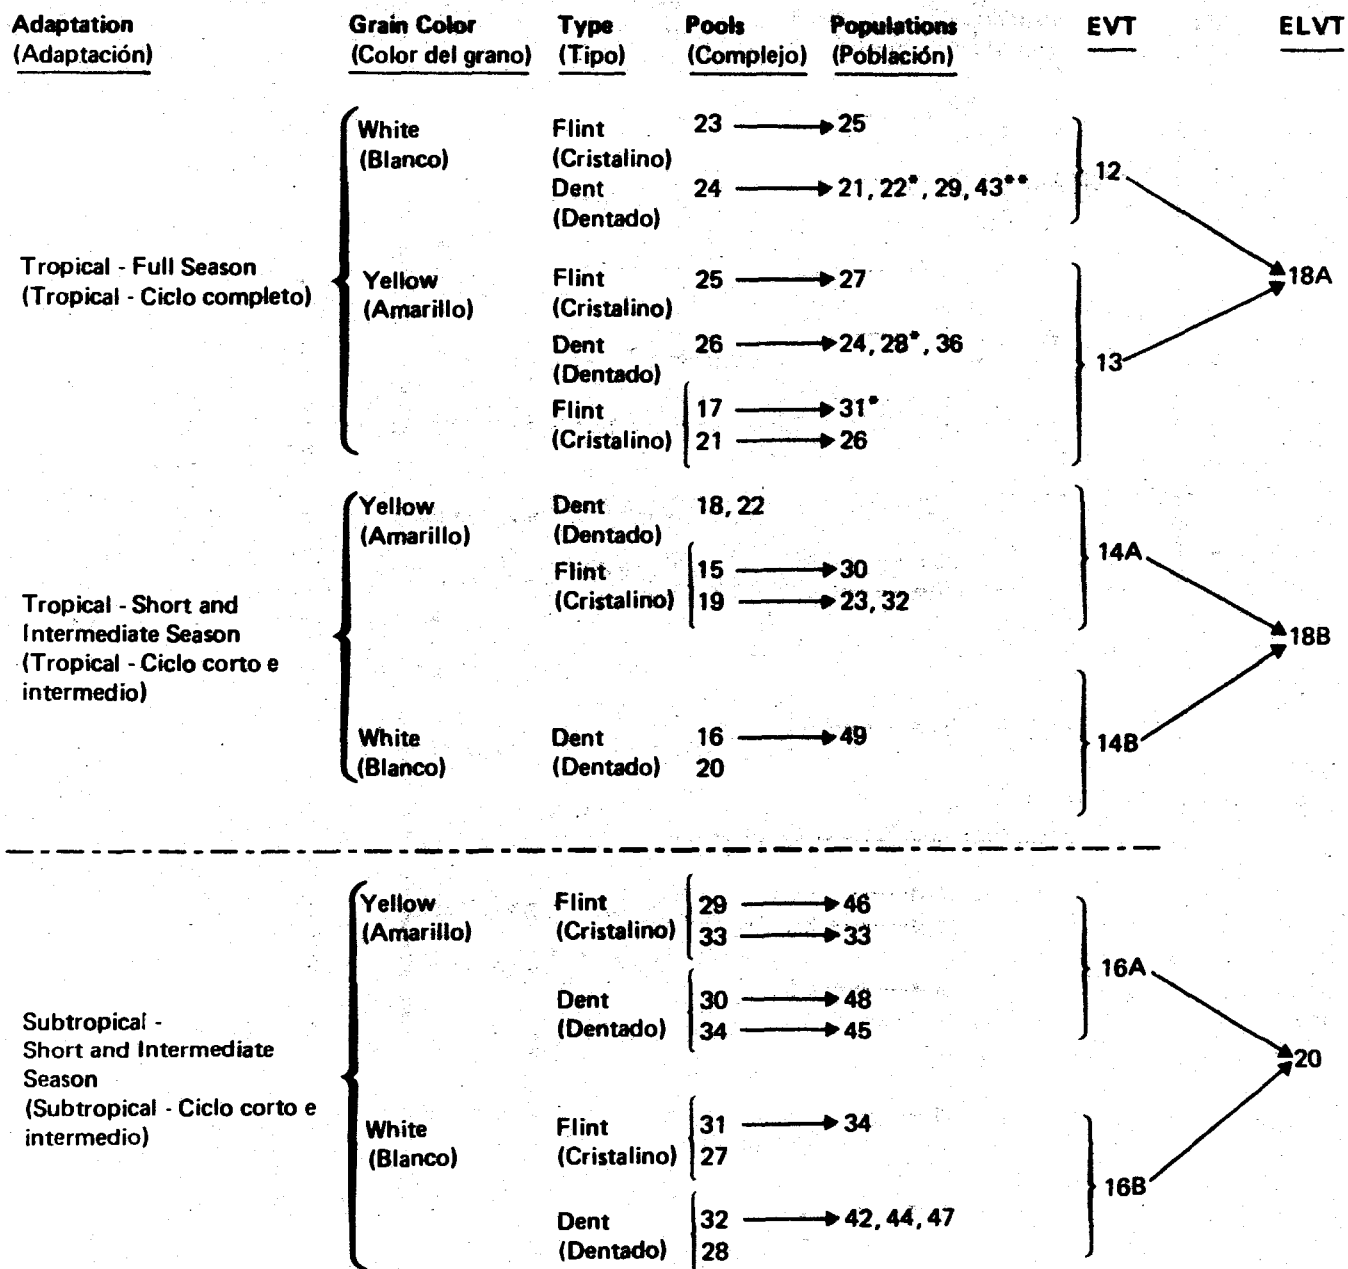 Adaptation Grain Color Type Pools Populations EVT ELVT
(Adaptación) (Color del grano) (Tipo) (Complejo) (Población)
White Flint 23 25
(Blanco) (Cristalino)
Dent 24 21, 22*, 29, 43**
(Dentado)
12
Tropical - Full Season
(Tropical - Ciclo completo)
Yellow Flint 25 27
(Amarillo) (Cristalino)
18A
Dent 26 24, 28*, 36
(Dentado)
13
Flint 17 31*
(Cristalino) 21 26
Yellow Dent 18, 22
(Amarillo) (Dentado)
14A
Flint 15 30
(Cristalino) 19 23, 32
Tropical - Short and
Intermediate Season
(Tropical - Ciclo corto e
intermedio)
18B
White Dent 16 49
(Blanco) (Dentado) 20
14B
Yellow Flint 29 46
(Amarillo) (Cristalino) 33 33
16A
Dent 30 48
(Dentado) 34 45
Subtropical -
Short and Intermediate
Season
(Subtropical - Ciclo corto e
intermedio)
20
White Flint 31 34
(Blanco) (Cristalino) 27
16B
Dent 32 42, 44, 47
(Dentado) 28